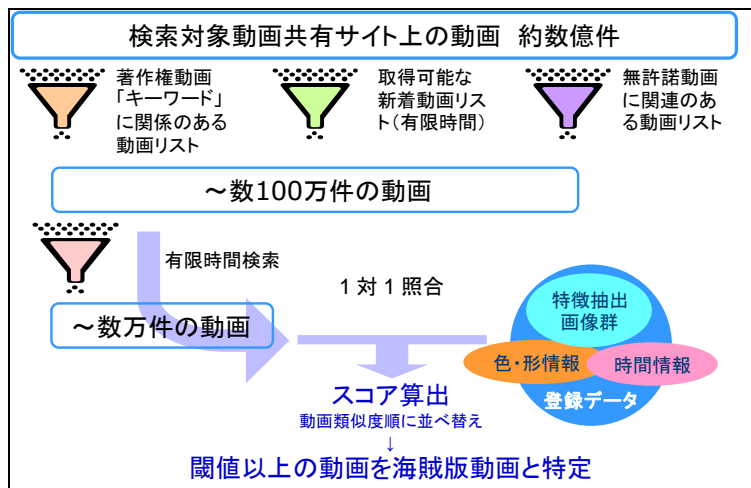 検索対象動画共有サイト上の動画 約数億件
著作権動画
「キーワード」
に関係のある
動画リスト
取得可能な
新着動画リス
ト(有限時間)
無許諾動画
に関連のあ
る動画リスト
~数100万件の動画
有限時間検索
1対1照合
~数万件の動画
特徴抽出
画像群
色・形情報
時間情報
登録データ
スコア算出
動画類似度順に並べ替え
↓
閾値以上の動画を海賊版動画と特定